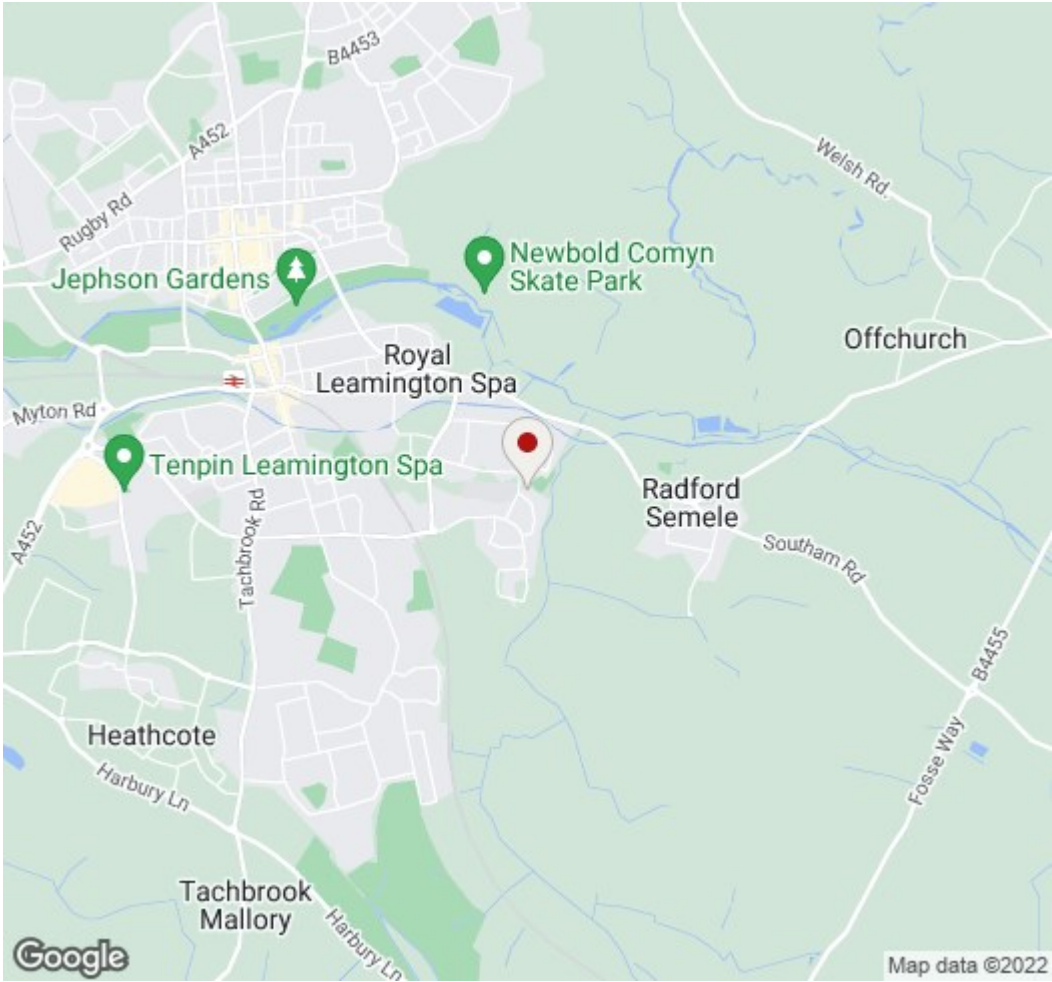 B4453
A452
Welsh Rd.
Rugby Rd
Newbold Comyn
Skate Park
Jephson Gardens
Offchurch
Royal
Leamington Spa
Myton Rd
Tenpin Leamington Spa
Radford
Semele
A452
Tachbrook Rd
Southam Rd
B4455
Heathcote
Fosse Way
Harbury Ln
Tachbrook
Mallory
Harbury Ln
Google
Map data ©2022